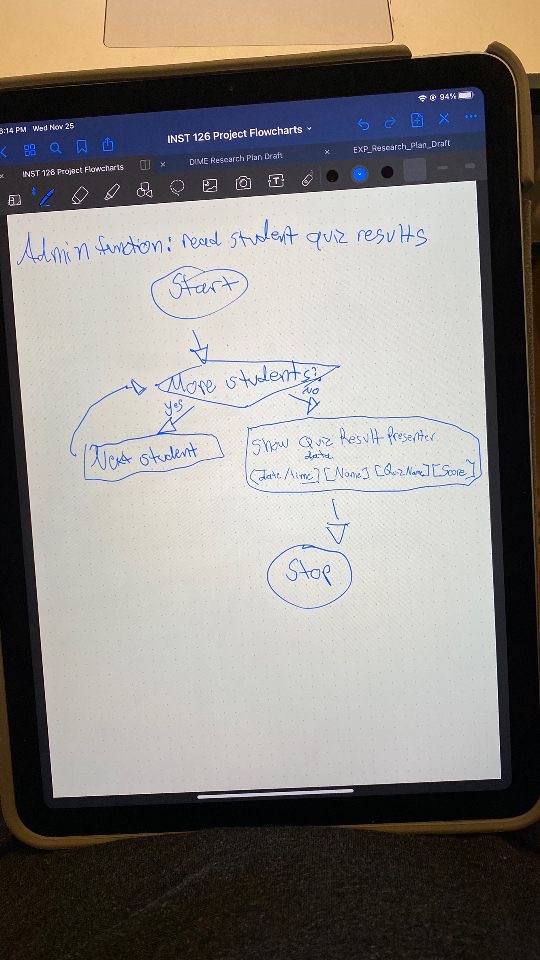 6:14 PM Wed Nov 25
94%
INST 126 Project Flowcharts
INST 126 Project Flowcharts
DIME Research Plan Draft
EXP_Research_Plan_Draft
Admin function: read student quiz results
Start
More students?
yes
NO
Next student
Show Quiz Result Presenter
data
[date/time] [Name] [Quiz Name] [Score]
Stop